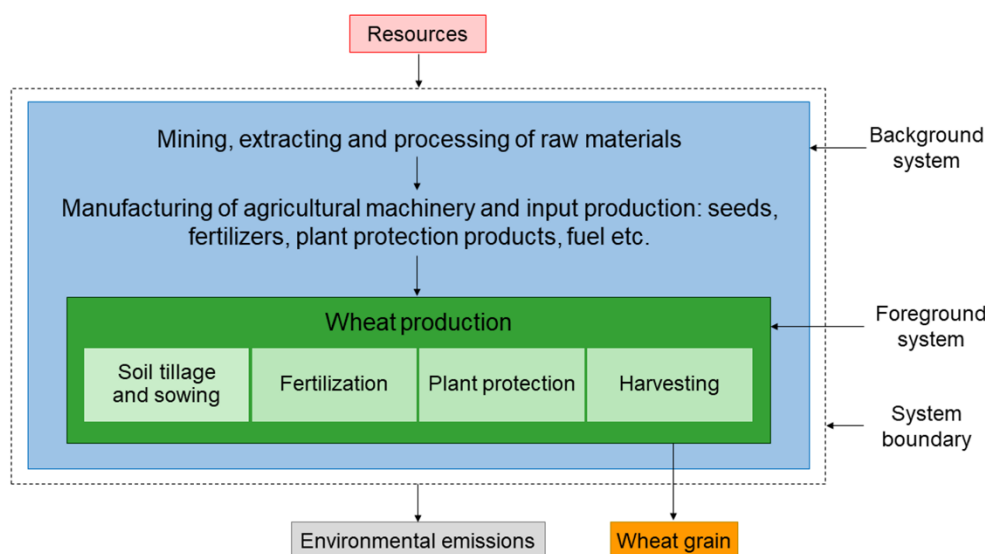 Resources
Mining, extracting and processing of raw materials
Background
system
Manufacturing of agricultural machinery and input production: seeds,
fertilizers, plant protection products, fuel etc.
Wheat production
Foreground
system
Soil tillage
and sowing
Fertilization
Plant protection
Harvesting
System
boundary
Environmental emissions
Wheat grain